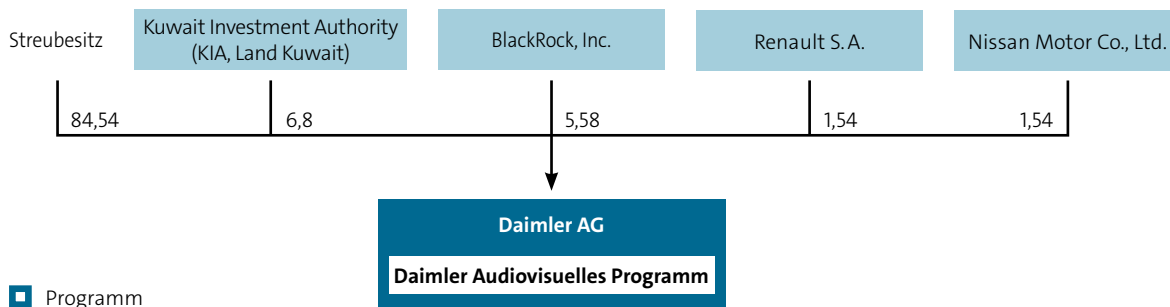 Streubesitz
Kuwait Investment Authority
(KIA, Land Kuwait)
BlackRock, Inc.
Renault S. A.
Nissan Motor Co., Ltd.
84,54
6,8
5,58
1,54
1,54
Daimler AG
Daimler Audiovisuelles Programm
Programm